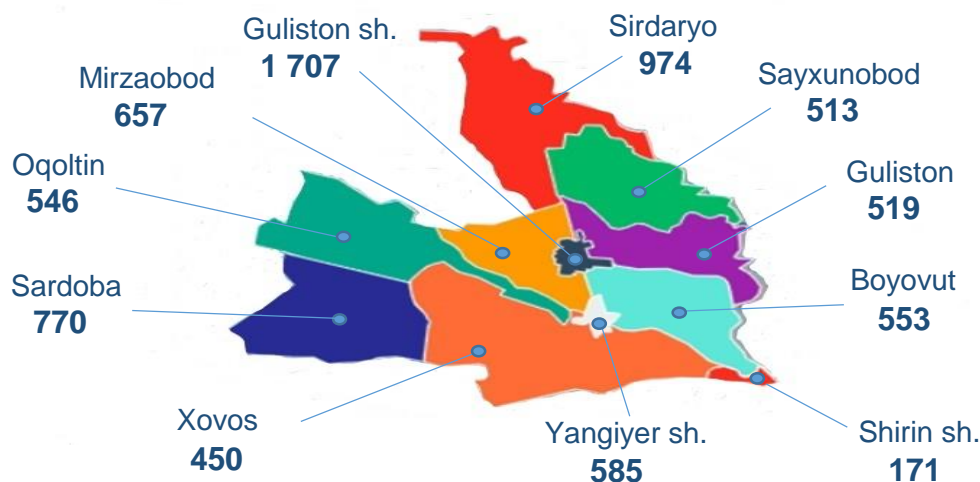 Guliston sh.
1 707
Sirdaryo
974
Mirzaobod
657
Sayxunobod
513
Oqoltin
546
Guliston
519
Sardoba
770
Boyovut
553
Xovos
450
Yangiyer sh.
585
Shirin sh.
171